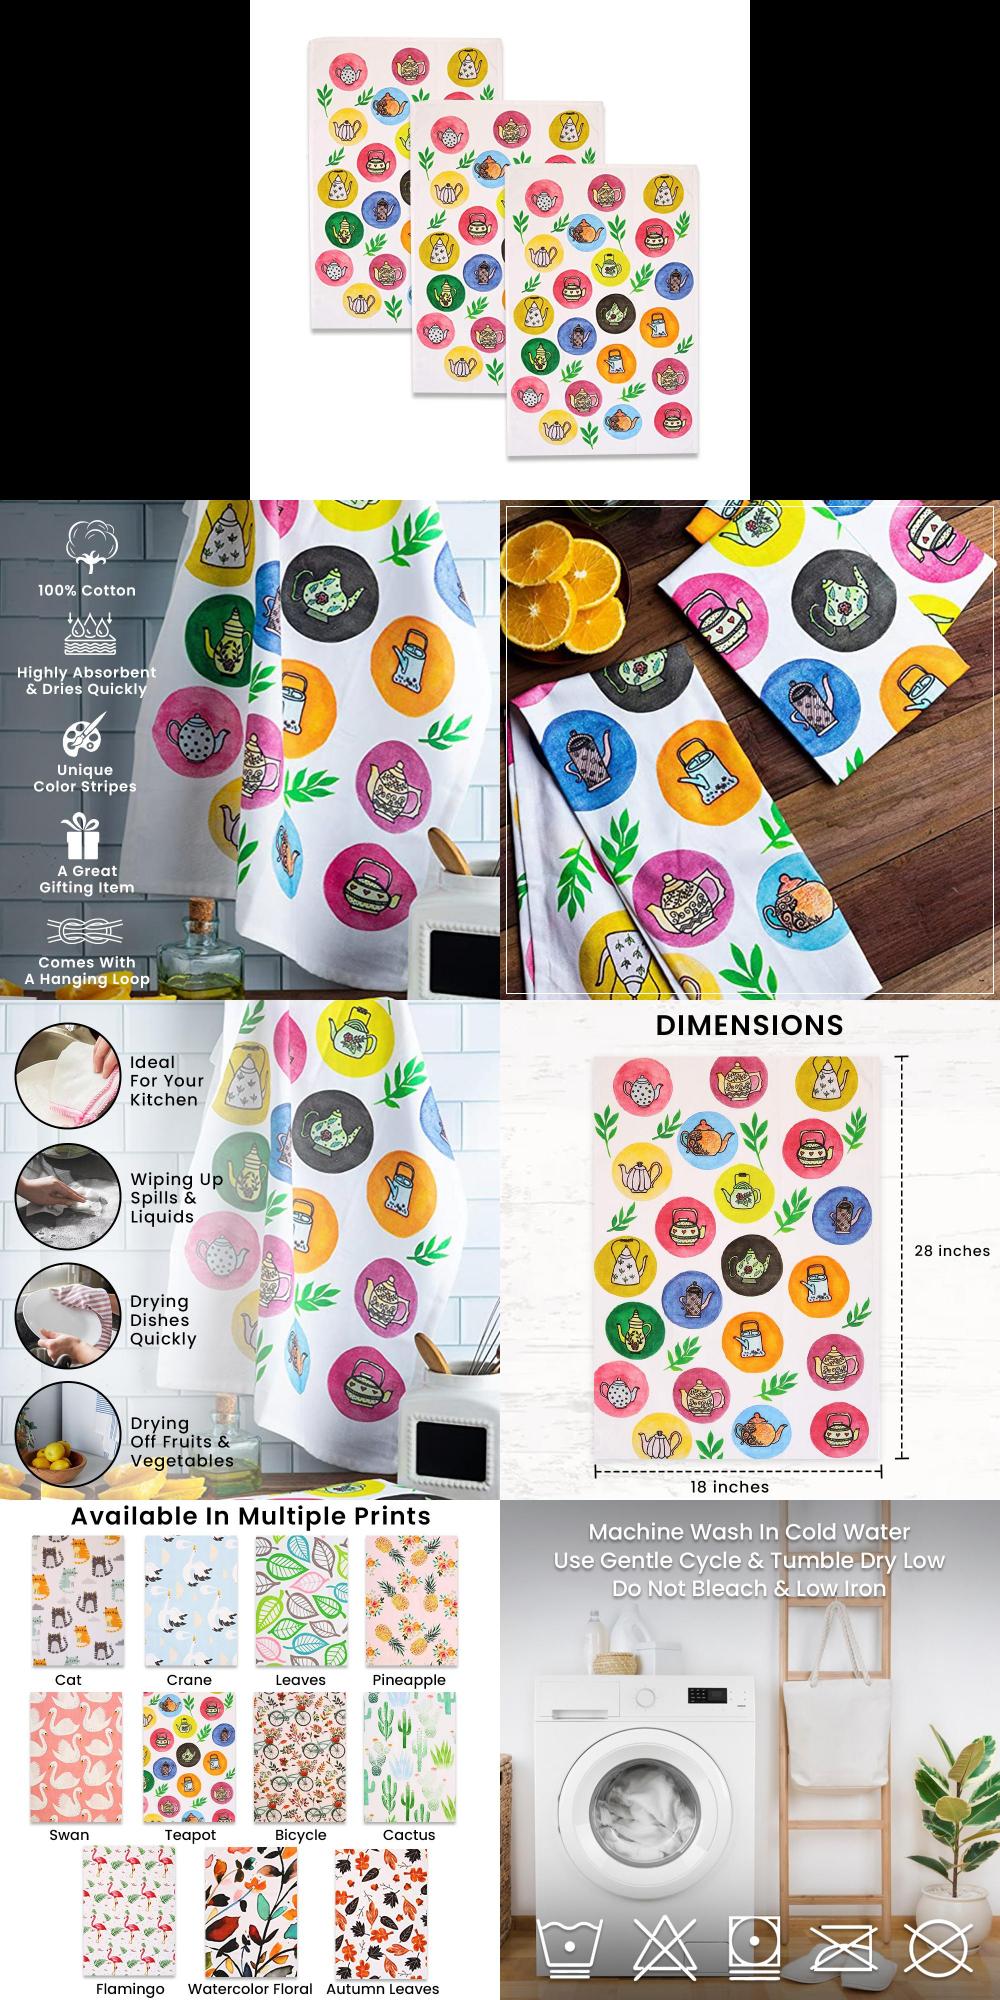 100% Cotton
Highly Absorbent
& Dries Quickly
Unique
Color Stripes
A Great
Gifting Item
Comes With
A Hanging Loop
Ideal
For Your
Kitchen
Wiping Up
Spills &
Liquids
Drying
Dishes
Quickly
Drying
Off Fruits &
Vegetables
DIMENSIONS
28 inches
18 inches
Available In Multiple Prints
Cat
Crane
Leaves
Pineapple
Swan
Teapot
Bicycle
Cactus
Flamingo
Watercolor Floral
Autumn Leaves
Machine Wash In Cold Water
Use Gentle Cycle & Tumble Dry Low
Do Not Bleach & Low Iron